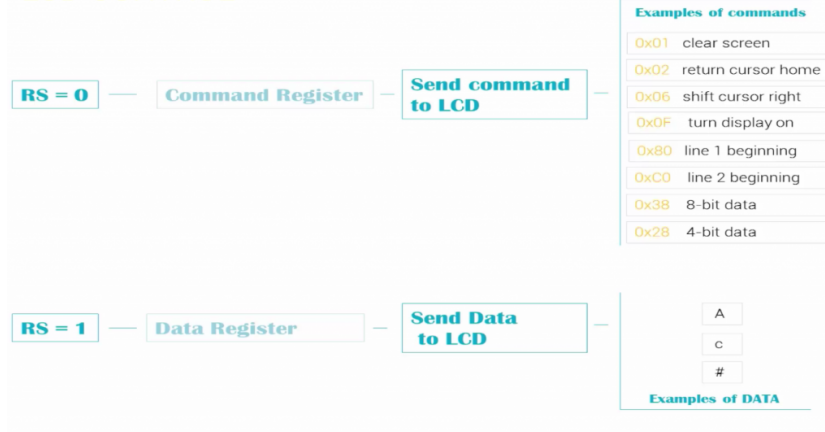 Examples of commands
0x01 clear screen
0x02 return cursor home
RS = 0
Command Register
Send command
to LCD
0x06 shift cursor right
0x0F turn display on
0x80 line 1 beginning
0xC0 line 2 beginning
0x38 8-bit data
0x28 4-bit data
RS = 1
Data Register
Send Data
to LCD
A
c
#
Examples of DATA